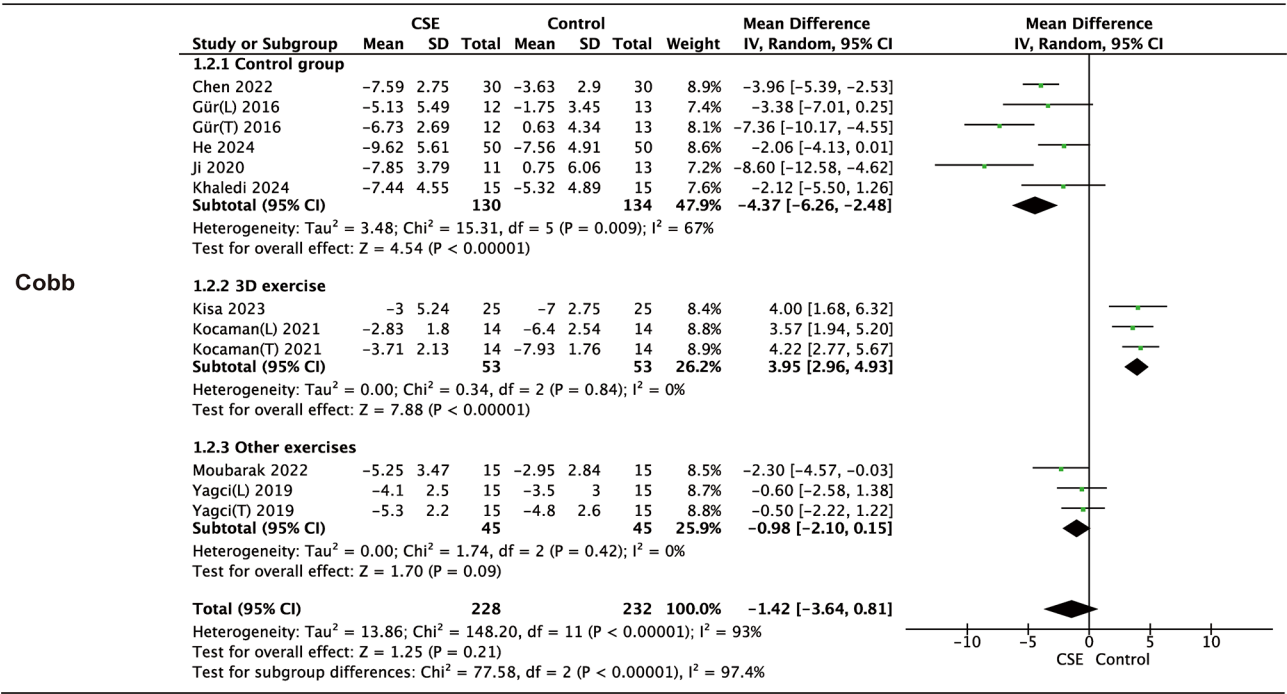 CSE Control Mean Difference Mean Difference
Study or Subgroup Mean SD Total Mean SD Total Weight IV, Random, 95% CI IV, Random, 95% CI
1.2.1 Control group
Chen 2022 −7.59 2.75 30 −3.63 2.9 30 8.9% −3.96 [−5.39, −2.53]
Gür(L) 2016 −5.13 5.49 12 −1.75 3.45 13 7.4% −3.38 [−7.01, 0.25]
Gür(T) 2016 −6.73 2.69 12 0.63 4.34 13 8.1% −7.36 [−10.17, −4.55]
He 2024 −9.62 5.61 50 −7.56 4.91 50 8.6% −2.06 [−4.13, 0.01]
Ji 2020 −7.85 3.79 11 0.75 6.06 13 7.2% −8.60 [−12.58, −4.62]
Khaledi 2024 −7.44 4.55 15 −5.32 4.89 15 7.6% −2.12 [−5.50, 1.26]
Subtotal (95% CI) 130 134 47.9% −4.37 [−6.26, −2.48]
Heterogeneity: Tau² = 3.48; Chi² = 15.31, df = 5 (P = 0.009); I² = 67%
Test for overall effect: Z = 4.54 (P < 0.00001)
Cobb
1.2.2 3D exercise
Kisa 2023 −3 5.24 25 −7 2.75 25 8.4% 4.00 [1.68, 6.32]
Kocaman(L) 2021 −2.83 1.8 14 −6.4 2.54 14 8.8% 3.57 [1.94, 5.20]
Kocaman(T) 2021 −3.71 2.13 14 −7.93 1.76 14 8.9% 4.22 [2.77, 5.67]
Subtotal (95% CI) 53 53 26.2% 3.95 [2.96, 4.93]
Heterogeneity: Tau² = 0.00; Chi² = 0.34, df = 2 (P = 0.84); I² = 0%
Test for overall effect: Z = 7.88 (P < 0.00001)
1.2.3 Other exercises
Moubarak 2022 −5.25 3.47 15 −2.95 2.84 15 8.5% −2.30 [−4.57, −0.03]
Yagci(L) 2019 −4.1 2.5 15 −3.5 3 15 8.7% −0.60 [−2.58, 1.38]
Yagci(T) 2019 −5.3 2.2 15 −4.8 2.6 15 8.8% −0.50 [−2.22, 1.22]
Subtotal (95% CI) 45 45 25.9% −0.98 [−2.10, 0.15]
Heterogeneity: Tau² = 0.00; Chi² = 1.74, df = 2 (P = 0.42); I² = 0%
Test for overall effect: Z = 1.70 (P = 0.09)
Total (95% CI) 228 232 100.0% −1.42 [−3.64, 0.81]
Heterogeneity: Tau² = 13.86; Chi² = 148.20, df = 11 (P < 0.00001); I² = 93%
−10 −5 0 5 10
Test for overall effect: Z = 1.25 (P = 0.21)
CSE Control
Test for subgroup differences: Chi² = 77.58, df = 2 (P < 0.00001), I² = 97.4%